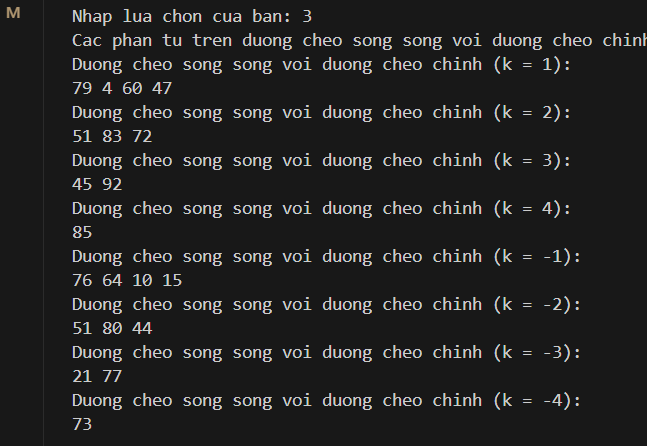 M
Nhap lua chon cua ban: 3
Cac phan tu tren duong cheo song song voi duong cheo chinh
Duong cheo song song voi duong cheo chinh (k = 1):
79 4 60 47
Duong cheo song song voi duong cheo chinh (k = 2):
51 83 72
Duong cheo song song voi duong cheo chinh (k = 3):
45 92
Duong cheo song song voi duong cheo chinh (k = 4):
85
Duong cheo song song voi duong cheo chinh (k = -1):
76 64 10 15
Duong cheo song song voi duong cheo chinh (k = -2):
51 80 44
Duong cheo song song voi duong cheo chinh (k = -3):
21 77
Duong cheo song song voi duong cheo chinh (k = -4):
73